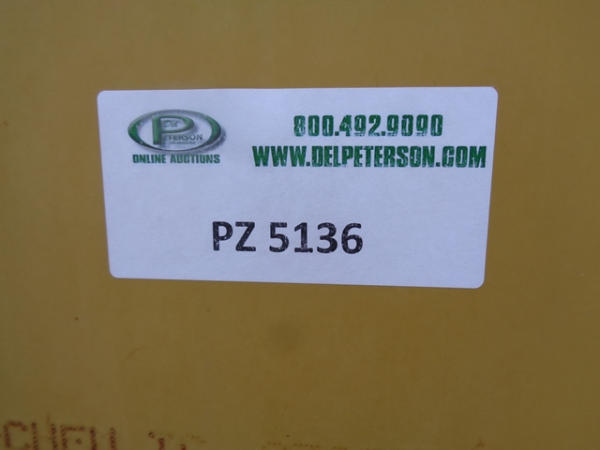 PETERSON
ONLINE AUCTIONS
800.492.9090
WWW.DELPETERSON.COM
PZ 5136